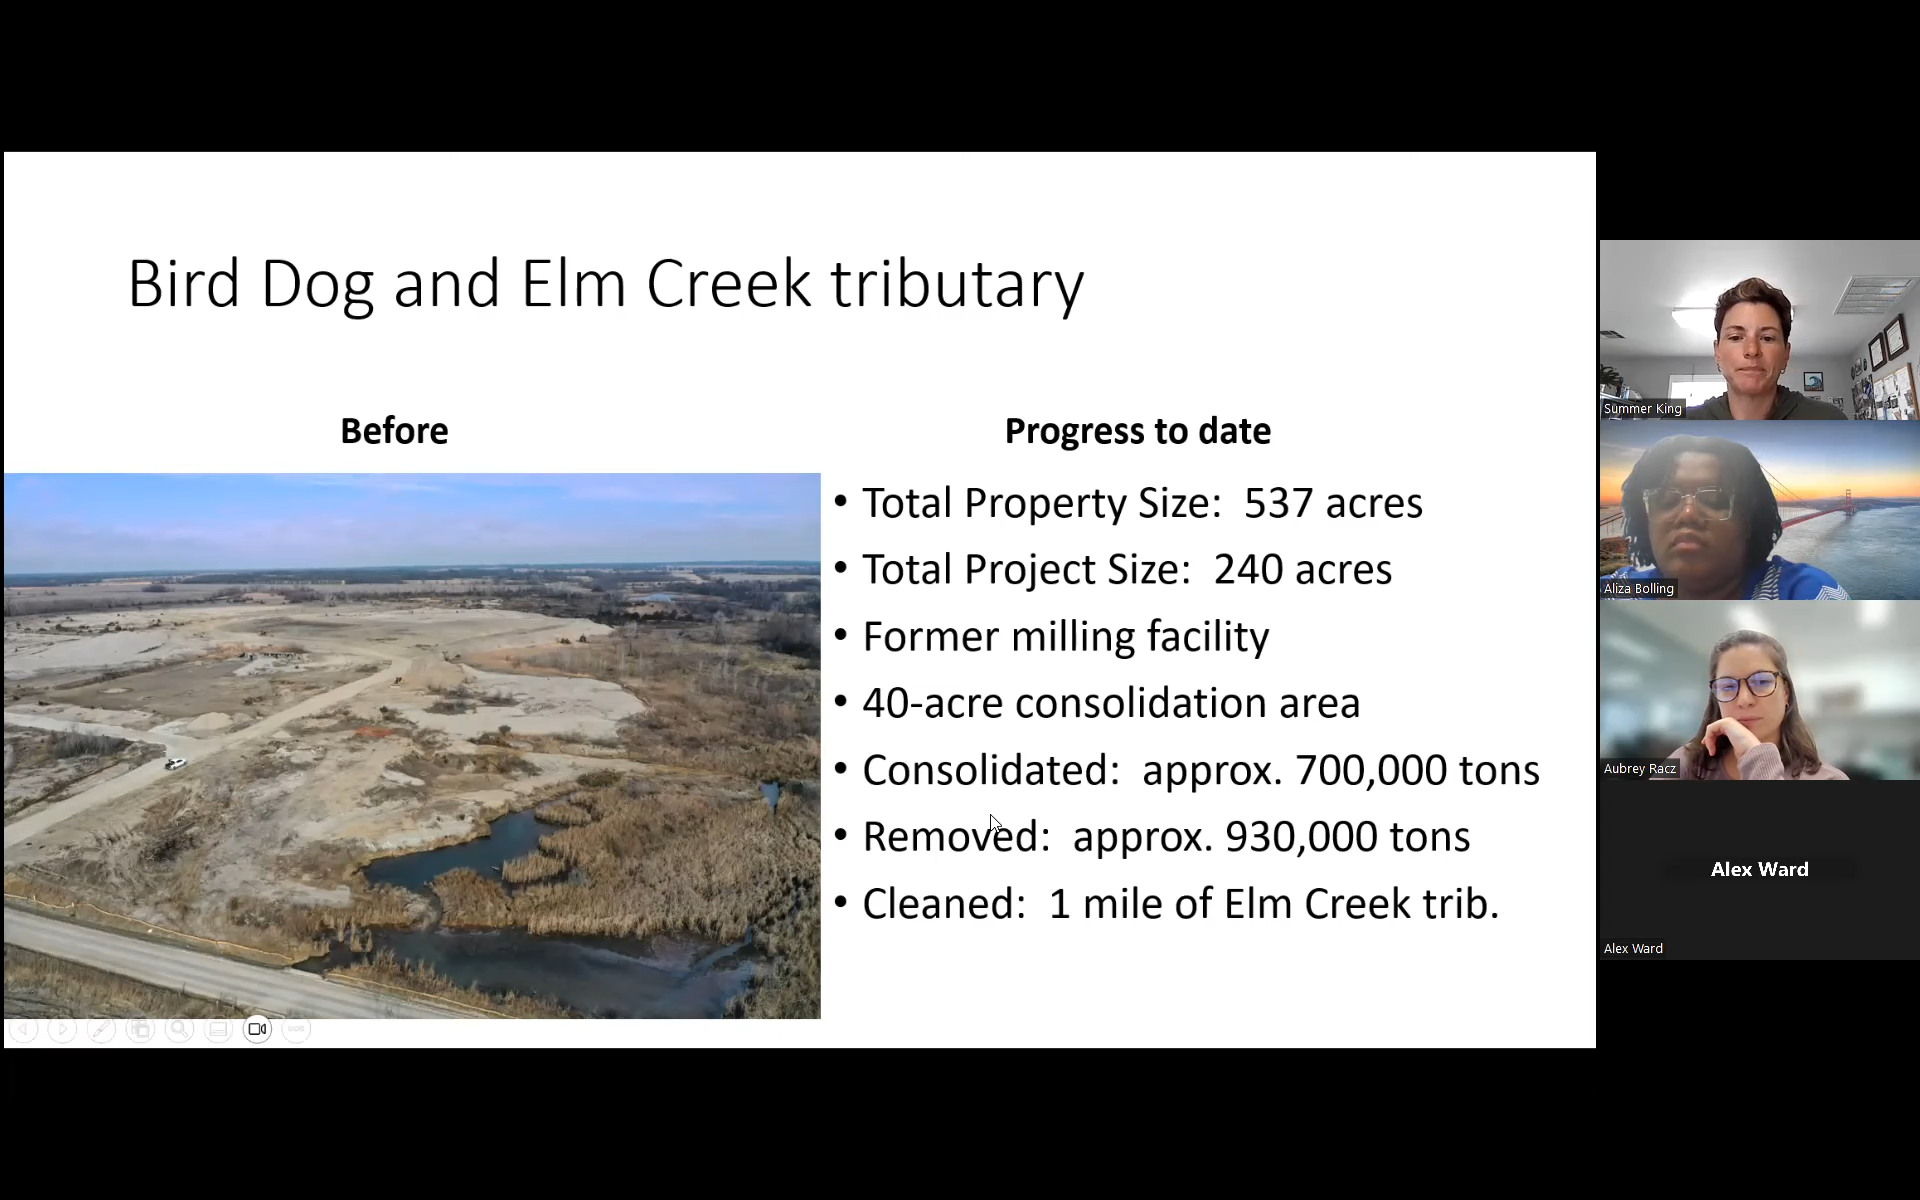 Bird Dog and Elm Creek tributary
Before
Progress to date
• Total Property Size:  537 acres
• Total Project Size:  240 acres
• Former milling facility
• 40-acre consolidation area
• Consolidated:  approx. 700,000 tons
• Removed:  approx. 930,000 tons
• Cleaned:  1 mile of Elm Creek trib.
Summer King
Aliza Bolling
Aubrey Racz
Alex Ward
Alex Ward